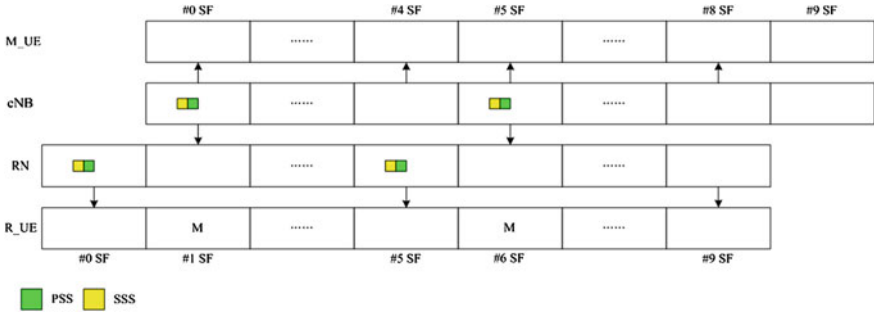 #0 SF #4 SF #5 SF #8 SF #9 SF
M_UE ...... ......
eNB ...... ......
RN ...... ......
R_UE M ...... M ......
#0 SF #1 SF #5 SF #6 SF #9 SF
PSS SSS